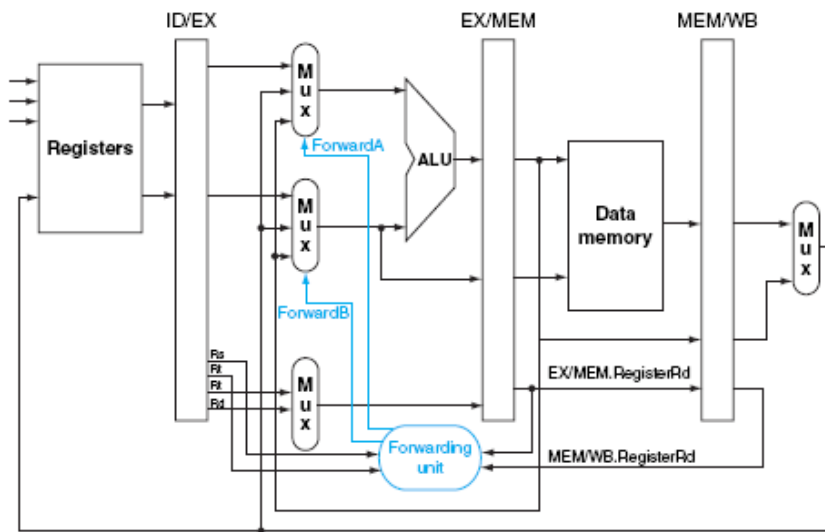 ID/EX
EX/MEM
MEM/WB
Registers
Mux
ForwardA
ALU
Mux
Data
memory
Mux
ForwardB
Rs
Rt
Rt
Rd
Mux
EX/MEM.RegisterRd
Forwarding
unit
MEM/WB.RegisterRd